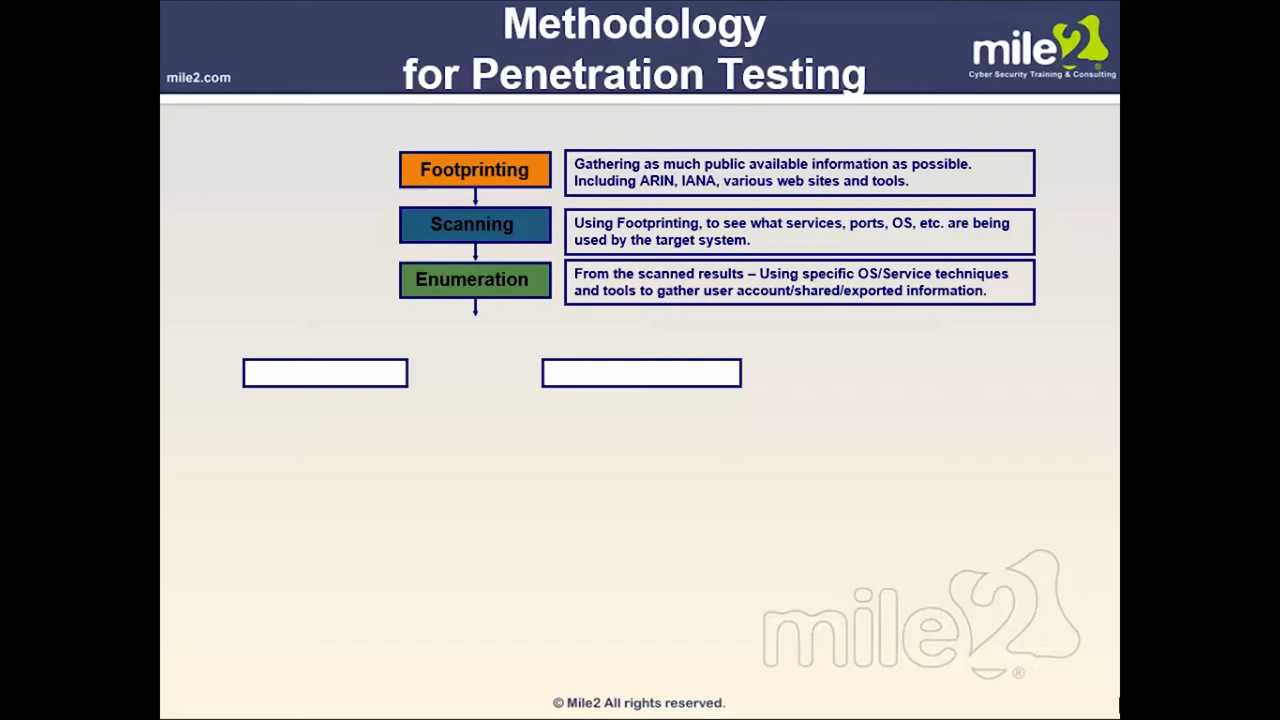 Methodology
for Penetration Testing
mile2.com
mile2
Cyber Security Training & Consulting
Footprinting
Gathering as much public available information as possible.
Including ARIN, IANA, various web sites and tools.
Scanning
Using Footprinting, to see what services, ports, OS, etc. are being
used by the target system.
Enumeration
From the scanned results – Using specific OS/Service techniques
and tools to gather user account/shared/exported information.
mile2®
© Mile2 All rights reserved.